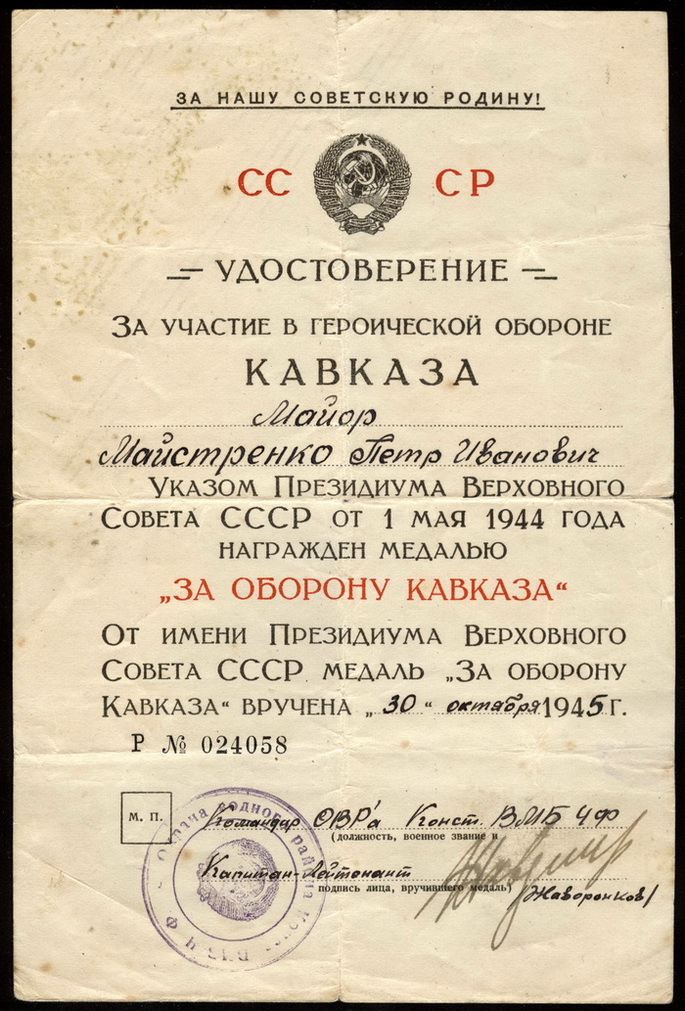 ЗА НАШУ СОВЕТСКУЮ РОДИНУ!
СС СР
УДОСТОВЕРЕНИЕ
ЗА УЧАСТИЕ В ГЕРОИЧЕСКОЙ ОБОРОНЕ
КАВКАЗА
Майор
Майстренко Петр Иванович
УКАЗОМ ПРЕЗИДИУМА ВЕРХОВНОГО
СОВЕТА СССР ОТ 1 МАЯ 1944 ГОДА
НАГРАЖДЕН МЕДАЛЬЮ
„ЗА ОБОРОНУ КАВКАЗА“
ОТ ИМЕНИ ПРЕЗИДИУМА ВЕРХОВНОГО
СОВЕТА СССР МЕДАЛЬ „ЗА ОБОРОНУ
КАВКАЗА“ ВРУЧЕНА „30“ октября 1945 Г.
Р № 024058
М. П.
Командир ОВР'а Конст. ВМБ ЧФ
(должность, военное звание и
Капитан-Лейтенант
подпись лица, вручившего медаль)
/Жаворонков/
Охрана водного района